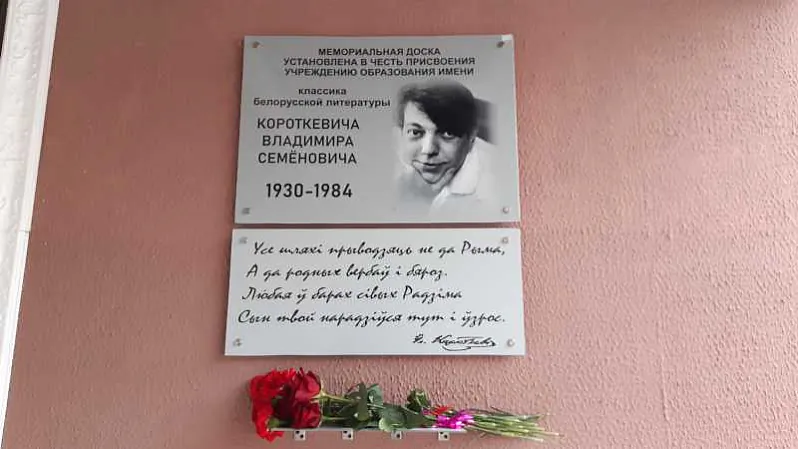 МЕМОРИАЛЬНАЯ ДОСКА
УСТАНОВЛЕНА В ЧЕСТЬ ПРИСВОЕНИЯ
УЧРЕЖДЕНИЮ ОБРАЗОВАНИЯ ИМЕНИ
классика
белорусской литературы
КОРОТКЕВИЧА
ВЛАДИМИРА
СЕМЁНОВИЧА
1930-1984
Усе шляхі прыводзяць не да Рыма,
А да родных вербаў і бяроз.
Любая ў барах сівых Радзіма
Сын твой нарадзіўся тут і ўзрос.